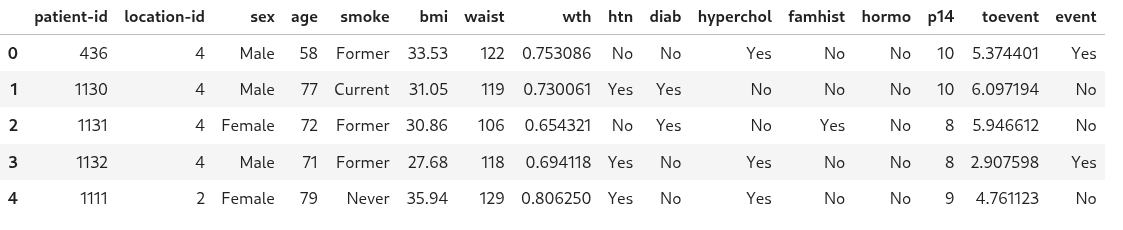 patient-id location-id sex age smoke bmi waist wth htn diab hyperchol famhist hormo p14 toevent event
0 436 4 Male 58 Former 33.53 122 0.753086 No No Yes No No 10 5.374401 Yes
1 1130 4 Male 77 Current 31.05 119 0.730061 Yes Yes No No No 10 6.097194 No
2 1131 4 Female 72 Former 30.86 106 0.654321 No Yes No Yes No 8 5.946612 No
3 1132 4 Male 71 Former 27.68 118 0.694118 Yes No Yes No No 8 2.907598 Yes
4 1111 2 Female 79 Never 35.94 129 0.806250 Yes No Yes No No 9 4.761123 No